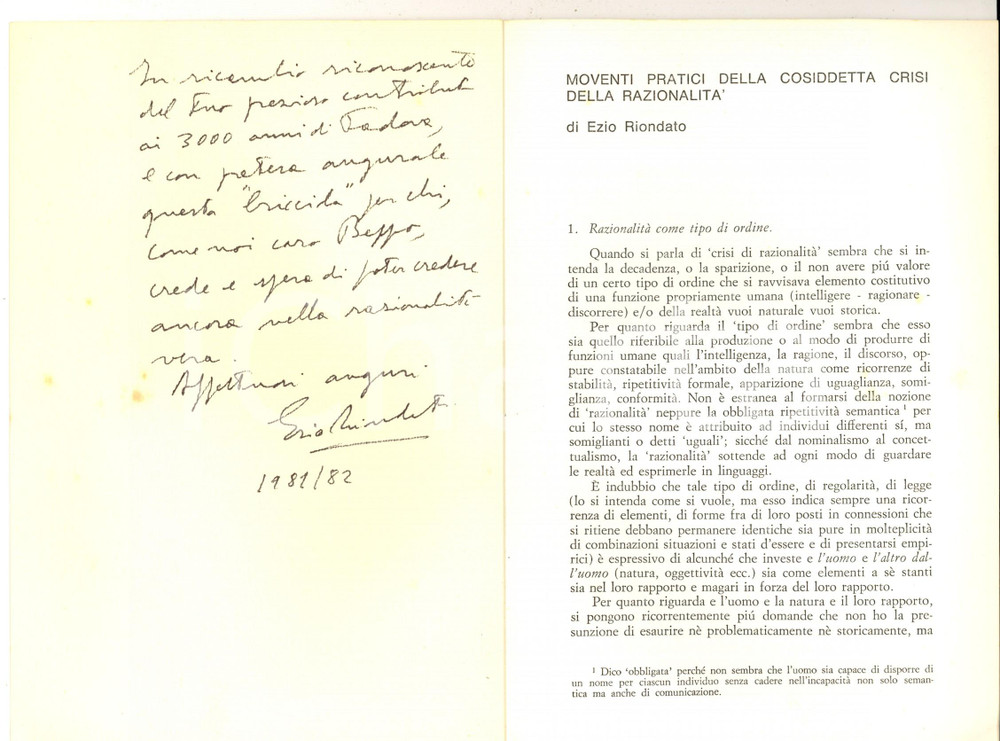 In ricambio riconoscente
del Tuo prezioso contributo
ai 3000 anni di Padova,
e con patera augurale
questa "briccida" per chi,
come noi caro Beppo,
crede e spera di poter credere
ancora nella razionalità
vera.
Affettuosi auguri
Ezio Riondato
1981/82
MOVENTI PRATICI DELLA COSIDDETTA CRISI
DELLA RAZIONALITA'
di Ezio Riondato
1. Razionalità come tipo di ordine.
Quando si parla di 'crisi di razionalità' sembra che si in-
tenda la decadenza, o la sparizione, o il non avere piú valore
di un certo tipo di ordine che si ravvisava elemento costitutivo
di una funzione propriamente umana (intelligere - ragionare -
discorrere) e/o della realtà vuoi naturale vuoi storica.
Per quanto riguarda il 'tipo di ordine' sembra che esso
sia quello riferibile alla produzione o al modo di produrre di
funzioni umane quali l'intelligenza, la ragione, il discorso, op-
pure constatabile nell'ambito della natura come ricorrenze di
stabilità, ripetitività formale, apparizione di uguaglianza, somi-
glianza, conformità. Non è estranea al formarsi della nozione
di 'razionalità' neppure la obbligata ripetitività semantica ¹ per
cui lo stesso nome è attribuito ad individui differenti sí, ma
somiglianti o detti 'uguali'; sicché dal nominalismo al concet-
tualismo, la 'razionalità' sottende ad ogni modo di guardare
le realtà ed esprimerle in linguaggi.
È indubbio che tale tipo di ordine, di regolarità, di legge
(lo si intenda come si vuole, ma esso indica sempre una ricor-
renza di elementi, di forme fra di loro posti in connessioni che
si ritiene debbano permanere identiche sia pure in molteplicità
di combinazioni situazioni e stati d'essere e di presentarsi empi-
rici) è espressivo di alcunché che investe e l'uomo e l'altro dal-
l'uomo (natura, oggettività ecc.) sia come elementi a sè stanti
sia nel loro rapporto e magari in forza del loro rapporto.
Per quanto riguarda e l'uomo e la natura e il loro rapporto,
si pongono ricorrentemente piú domande che non ho la pre-
sunzione di esaurire nè problematicamente nè storicamente, ma
¹ Dico 'obbligata' perché non sembra che l'uomo sia capace di disporre di
un nome per ciascun individuo senza cadere nell'incapacità non solo seman-
tica ma anche di comunicazione.